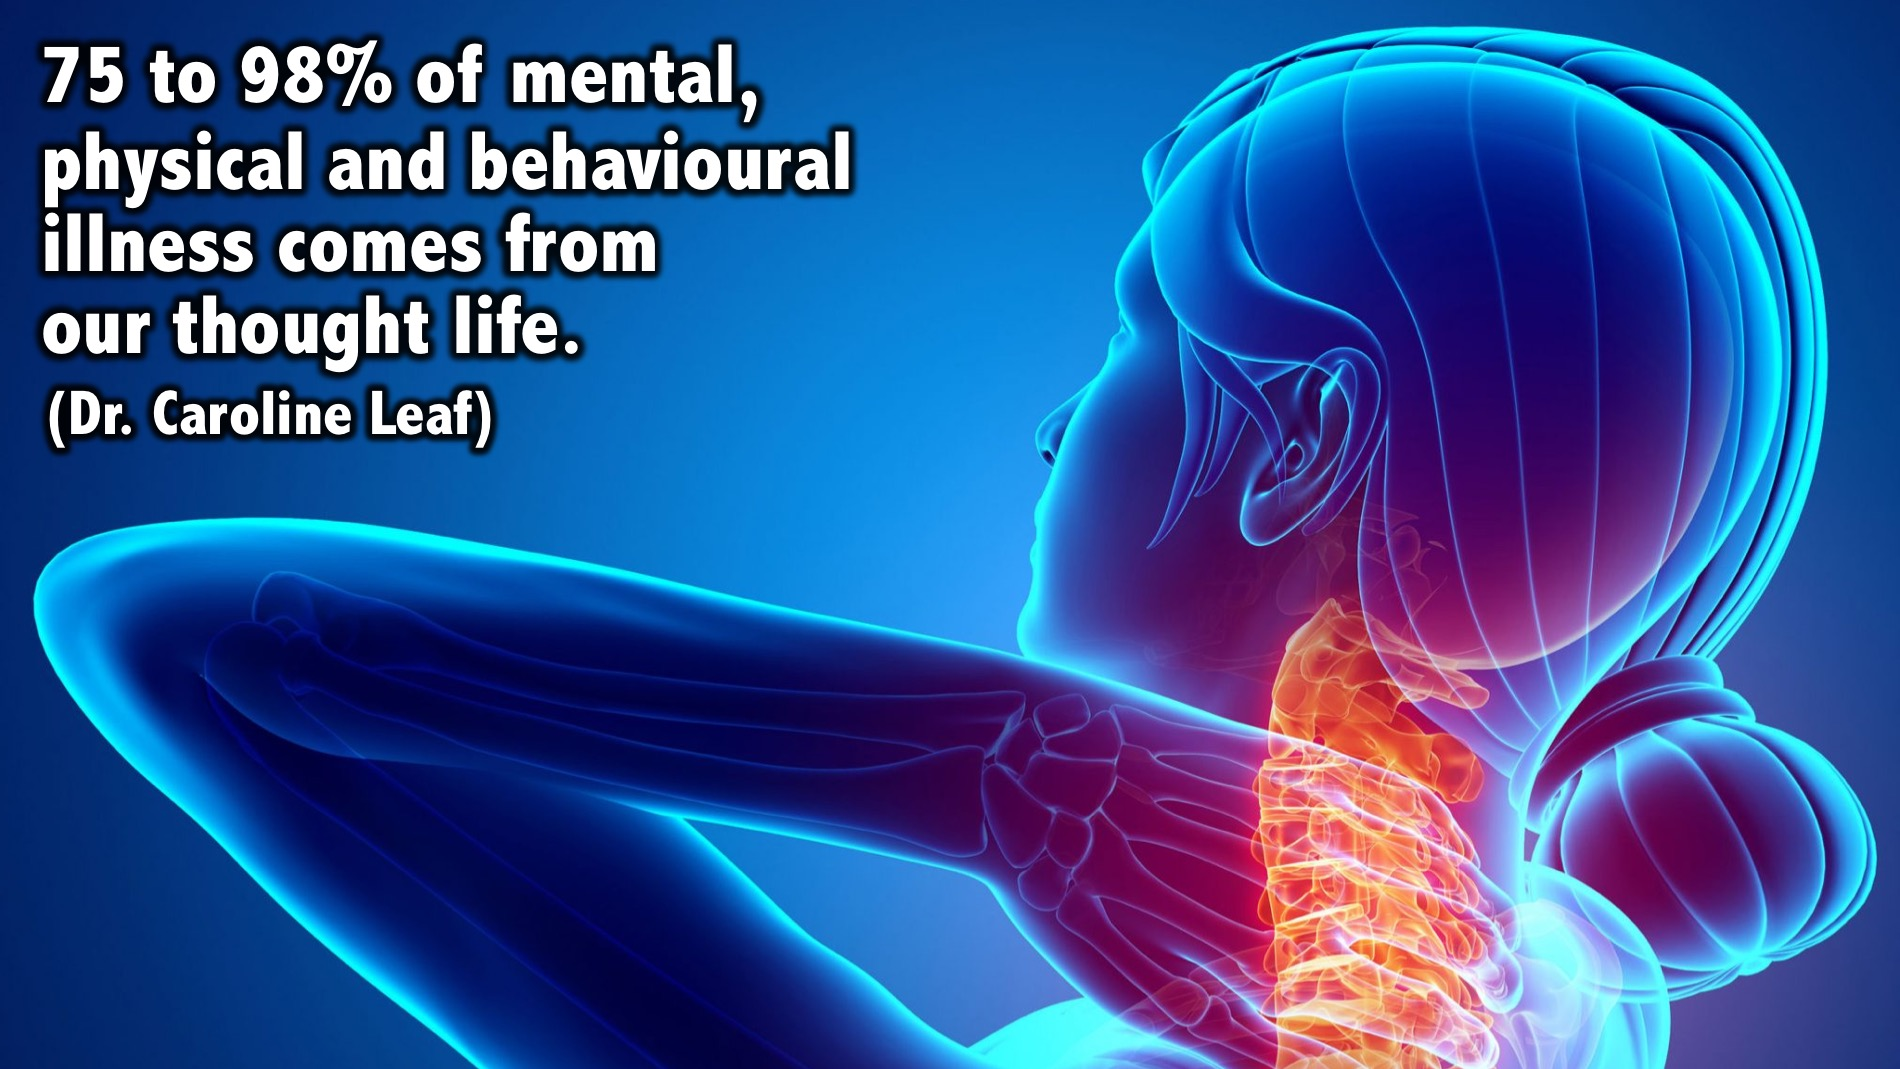 75 to 98% of mental,
physical and behavioural
illness comes from
our thought life.
(Dr. Caroline Leaf)